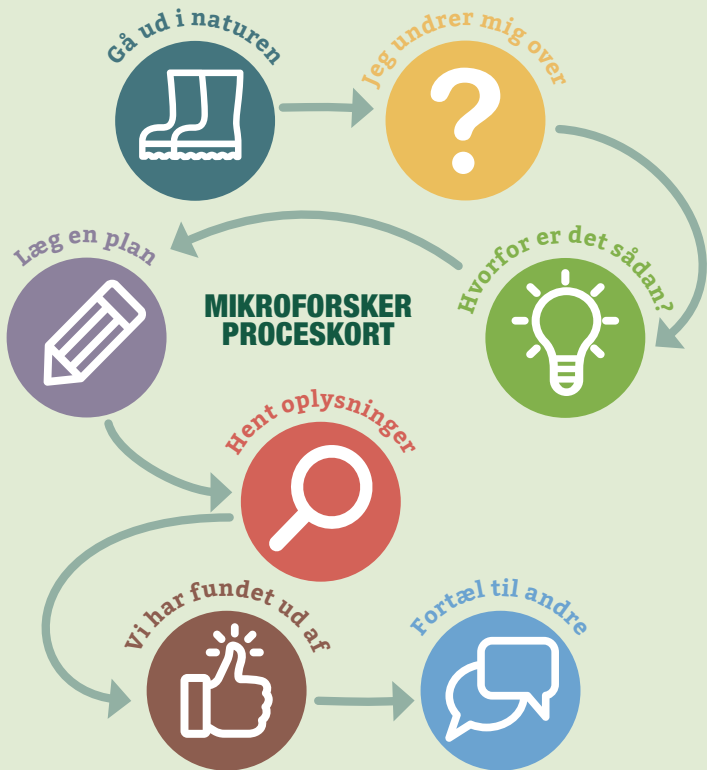 Gå ud i naturen
Jeg undrer mig over
Hvorfor er det sådan?
Læg en plan
MIKROFORSKER
PROCESKORT
Hent oplysninger
Vi har fundet ud af
Fortæl til andre